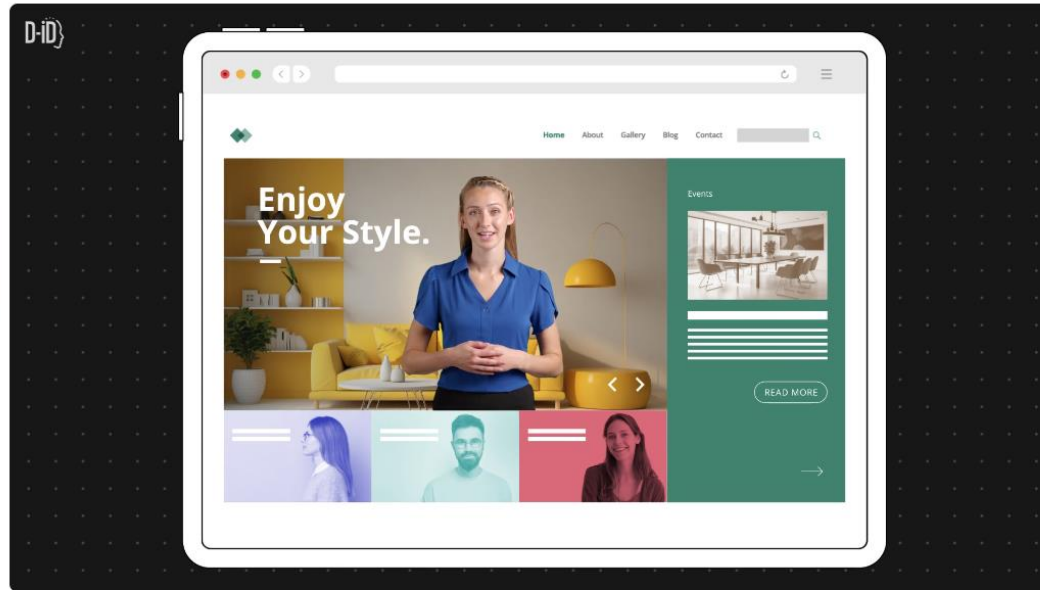 D-iD
Home About Gallery Blog Contact
Enjoy
Your Style.
Events
READ MORE